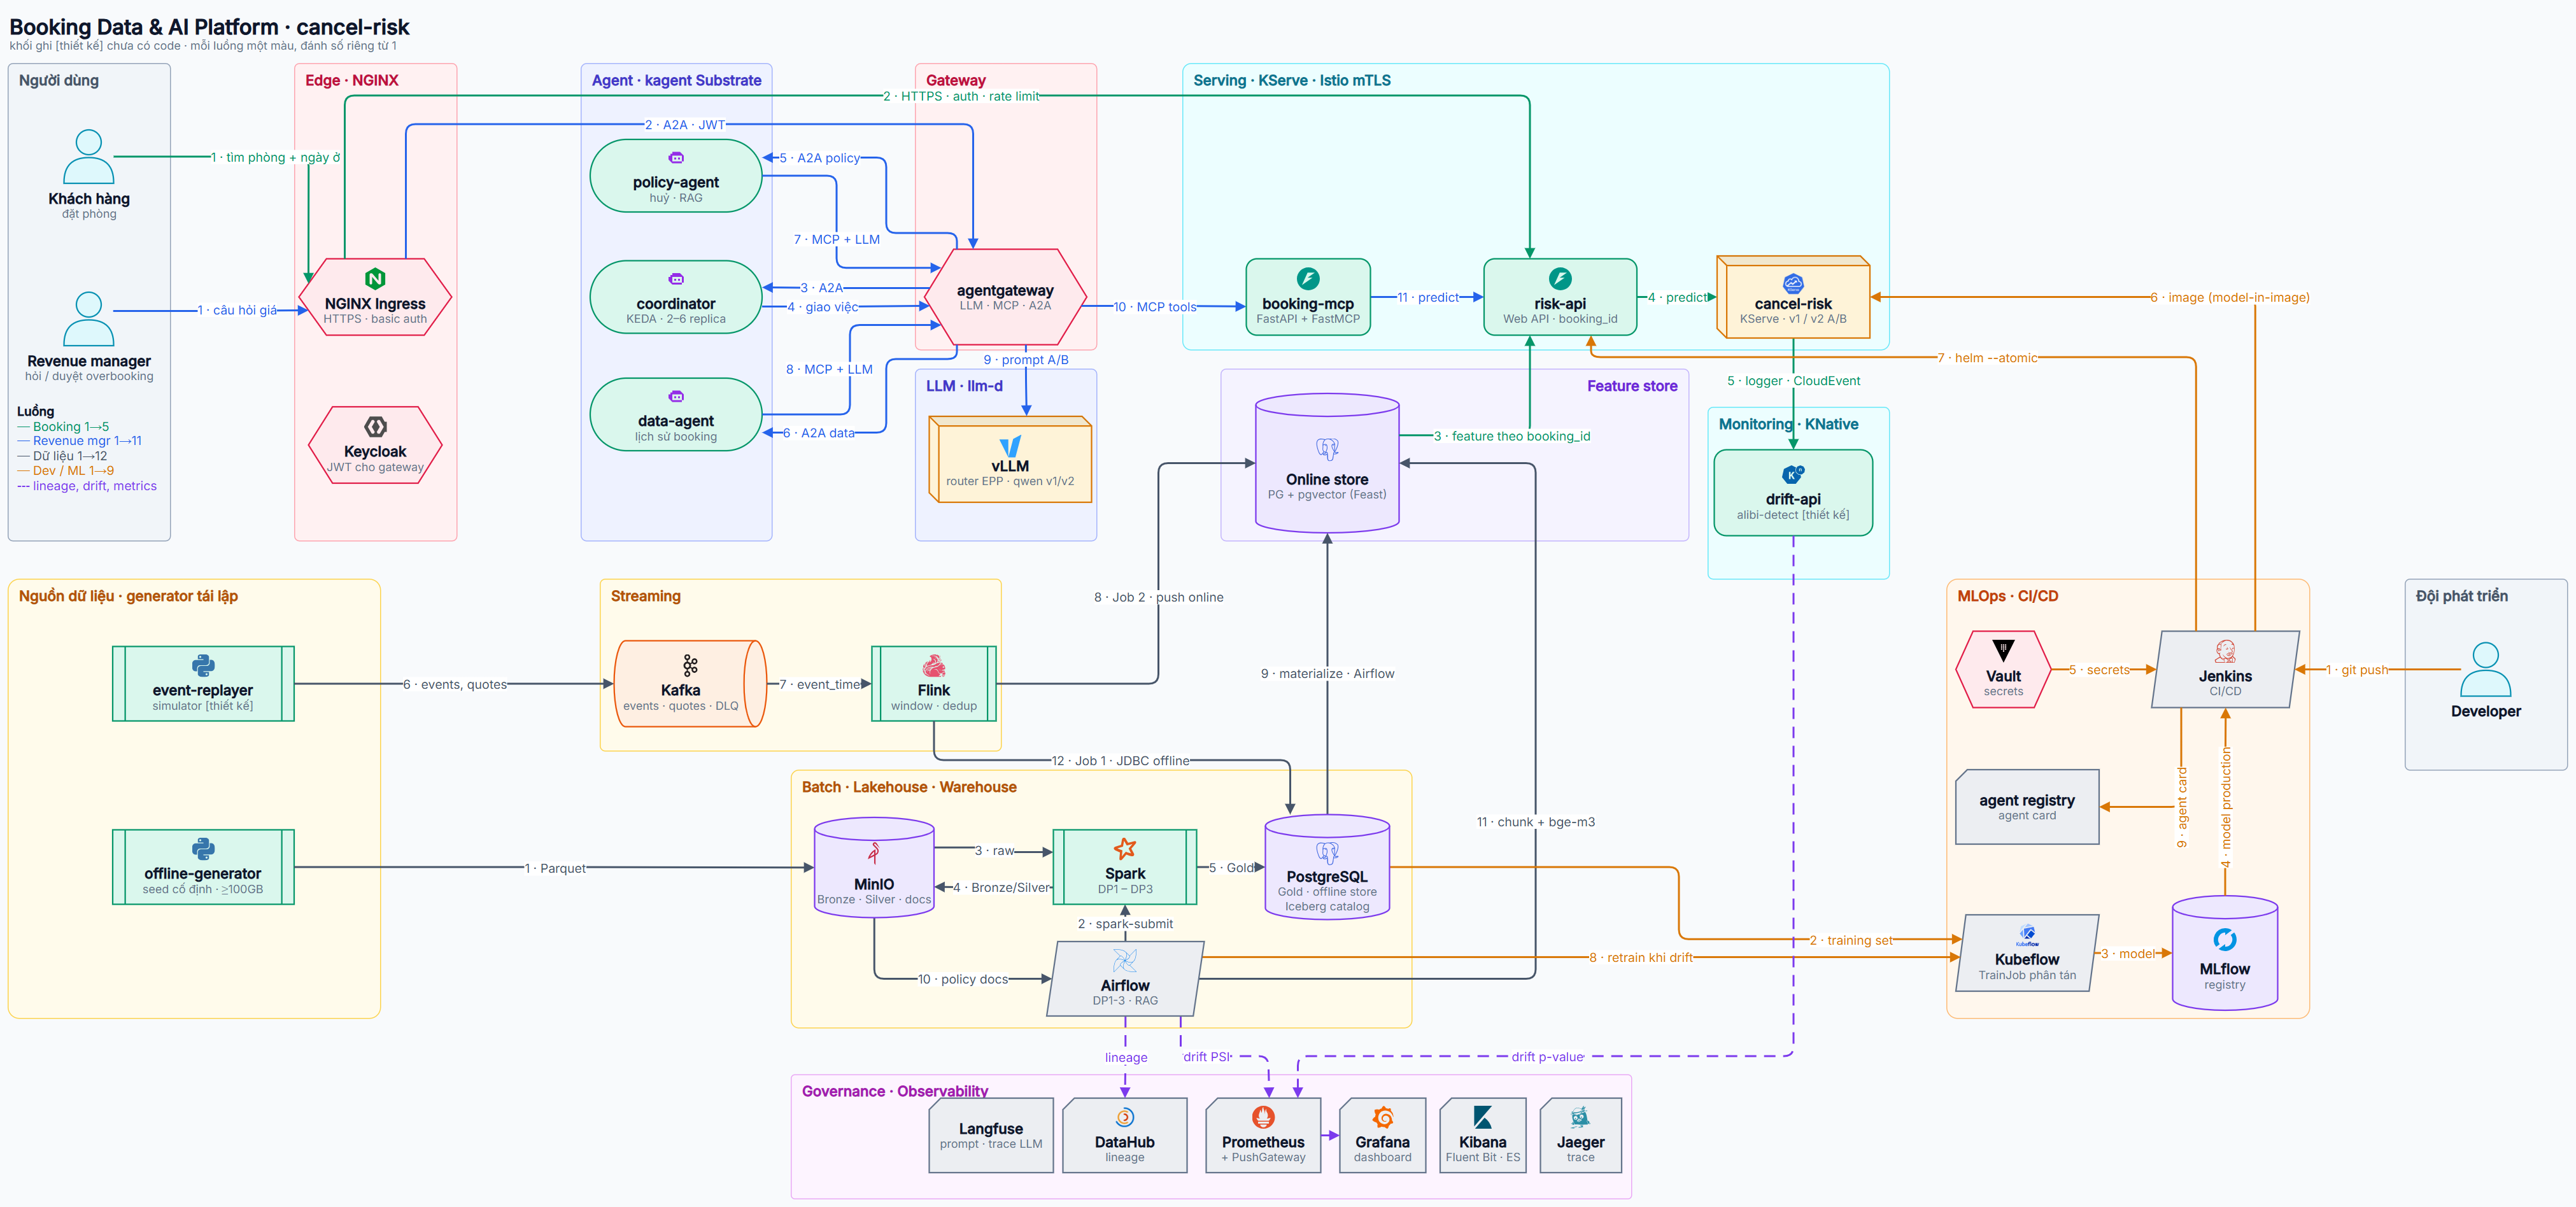 Booking Data & AI Platform · cancel-risk
khối ghi [thiết kế] chưa có code · mỗi luồng một màu, đánh số riêng từ 1
Người dùng
Khách hàng
đặt phòng
Revenue manager
hỏi / duyệt overbooking
Luồng
— Booking 1→5
— Revenue mgr 1→11
— Dữ liệu 1→12
— Dev / ML 1→9
--- lineage, drift, metrics
1 · tìm phòng + ngày ở
1 · câu hỏi giá
Edge · NGINX
NGINX Ingress
HTTPS · basic auth
Keycloak
JWT cho gateway
2 · HTTPS · auth · rate limit
2 · A2A · JWT
Agent · kagent Substrate
policy-agent
huỷ · RAG
coordinator
KEDA · 2–6 replica
data-agent
lịch sử booking
5 · A2A policy
7 · MCP + LLM
3 · A2A
4 · giao việc
8 · MCP + LLM
6 · A2A data
Gateway
agentgateway
LLM · MCP · A2A
9 · prompt A/B
LLM · llm-d
vLLM
router EPP · qwen v1/v2
10 · MCP tools
Serving · KServe · Istio mTLS
booking-mcp
FastAPI + FastMCP
11 · predict
risk-api
Web API · booking_id
4 · predict
cancel-risk
KServe · v1 / v2 A/B
6 · image (model-in-image)
7 · helm --atomic
5 · logger · CloudEvent
Feature store
Online store
PG + pgvector (Feast)
3 · feature theo booking_id
Monitoring · KNative
drift-api
alibi-detect [thiết kế]
Nguồn dữ liệu · generator tái lập
event-replayer
simulator [thiết kế]
offline-generator
seed cố định · ≥100GB
6 · events, quotes
1 · Parquet
Streaming
Kafka
events · quotes · DLQ
7 · event_time
Flink
window · dedup
8 · Job 2 · push online
9 · materialize · Airflow
12 · Job 1 · JDBC offline
11 · chunk + bge-m3
Batch · Lakehouse · Warehouse
MinIO
Bronze · Silver · docs
3 · raw
4 · Bronze/Silver
Spark
DP1 – DP3
5 · Gold
PostgreSQL
Gold · offline store
Iceberg catalog
2 · spark-submit
10 · policy docs
Airflow
DP1-3 · RAG
2 · training set
8 · retrain khi drift
MLOps · CI/CD
Vault
secrets
5 · secrets
Jenkins
CI/CD
1 · git push
agent registry
agent card
9 · agent card
4 · model production
Kubeflow
Kubeflow
TrainJob phân tán
3 · model
MLflow
registry
Đội phát triển
Developer
lineage
drift PSI
drift p-value
Governance · Observability
Langfuse
prompt · trace LLM
DataHub
lineage
Prometheus
+ PushGateway
Grafana
dashboard
Kibana
Fluent Bit · ES
Jaeger
trace